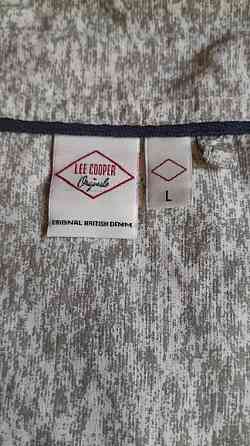 LEE COOPER
Originals
ORIGINAL BRITISH DENIM
L